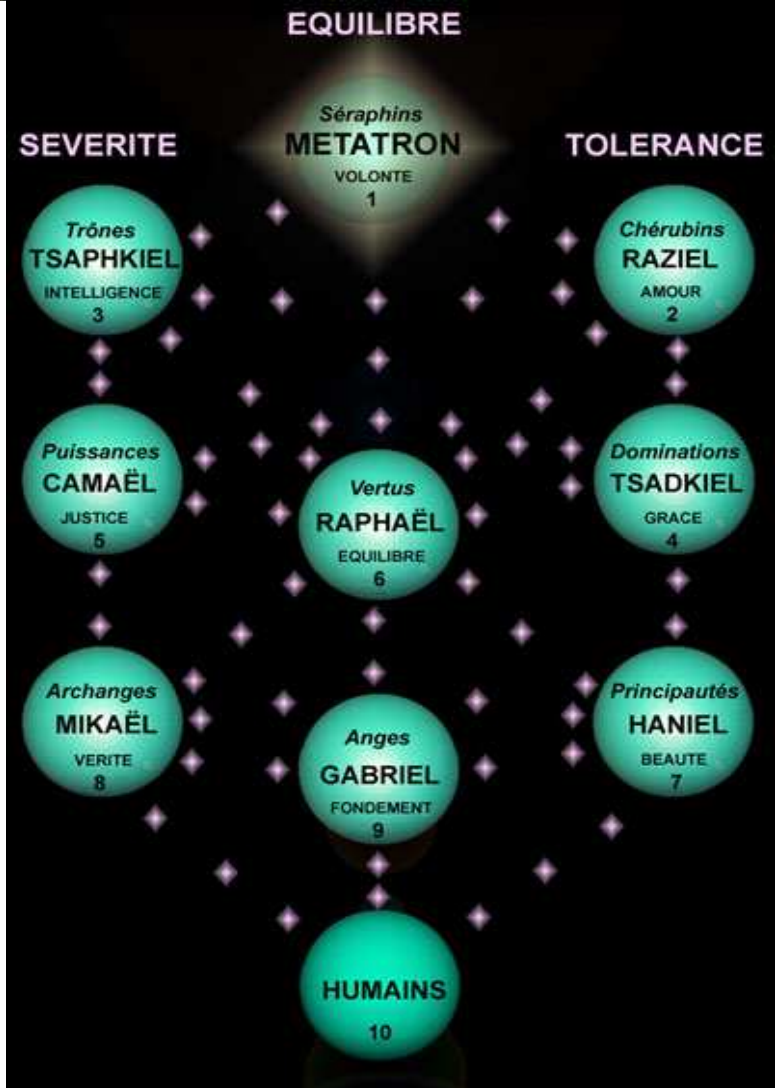 EQUILIBRE
Séraphins
METATRON
VOLONTE
1
SEVERITE
TOLERANCE
Trônes
TSAPHKIEL
INTELLIGENCE
3
Chérubins
RAZIEL
AMOUR
2
Puissances
CAMAËL
JUSTICE
5
Vertus
RAPHAËL
EQUILIBRE
6
Dominations
TSADKIEL
GRACE
4
Archanges
MIKAËL
VERITE
8
Anges
GABRIEL
FONDEMENT
9
Principautés
HANIEL
BEAUTE
7
HUMAINS
10